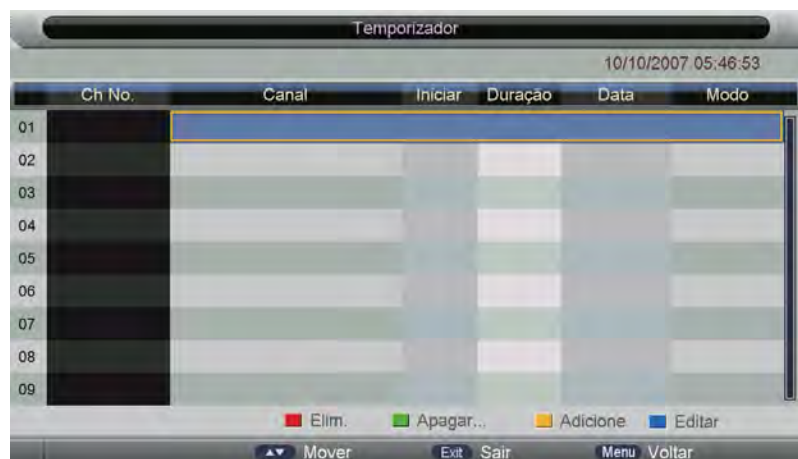 Temporizador
10/10/2007 05:46:53
Ch No. Canal Iniciar Duração Data Modo
01
02
03
04
05
06
07
08
09
Elim. Apagar... Adicione Editar
Mover Exit Sair Menu Voltar